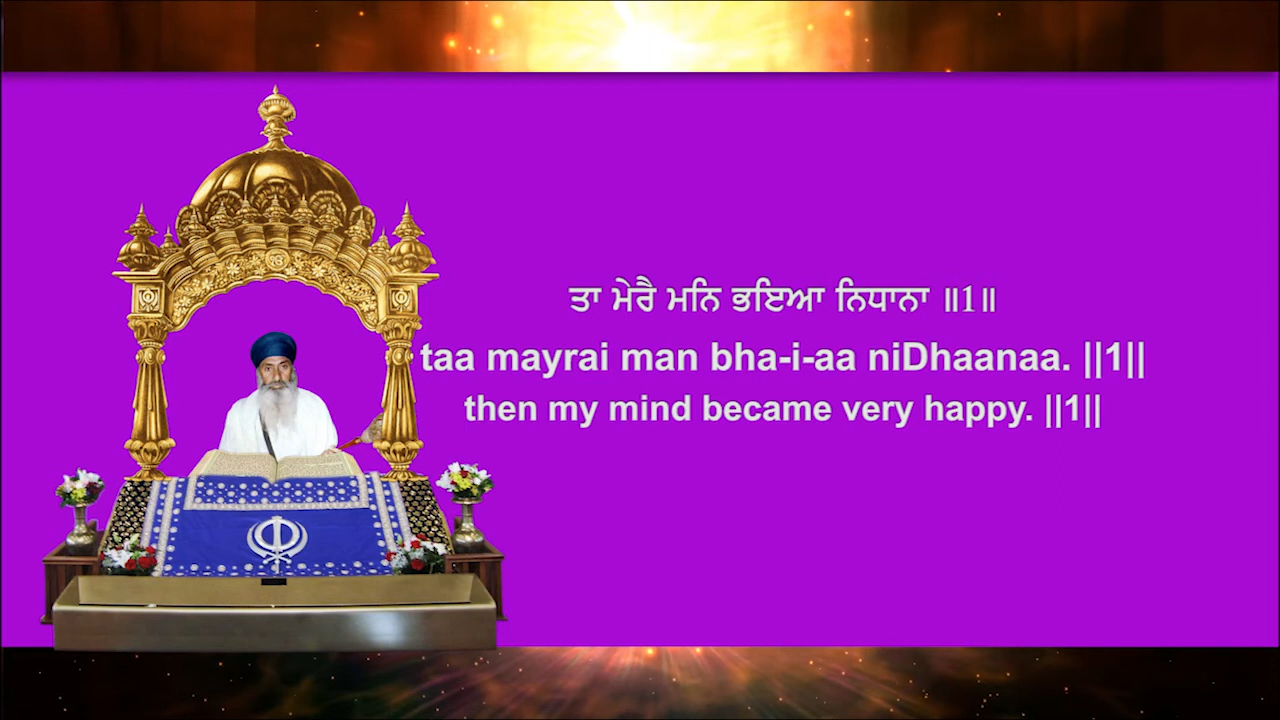 ਤਾ ਮੇਰੈ ਮਨਿ ਭਇਆ ਨਿਧਾਨਾ ॥1॥
taa mayrai man bha-i-aa niDhaanaa. ||1||
then my mind became very happy. ||1||